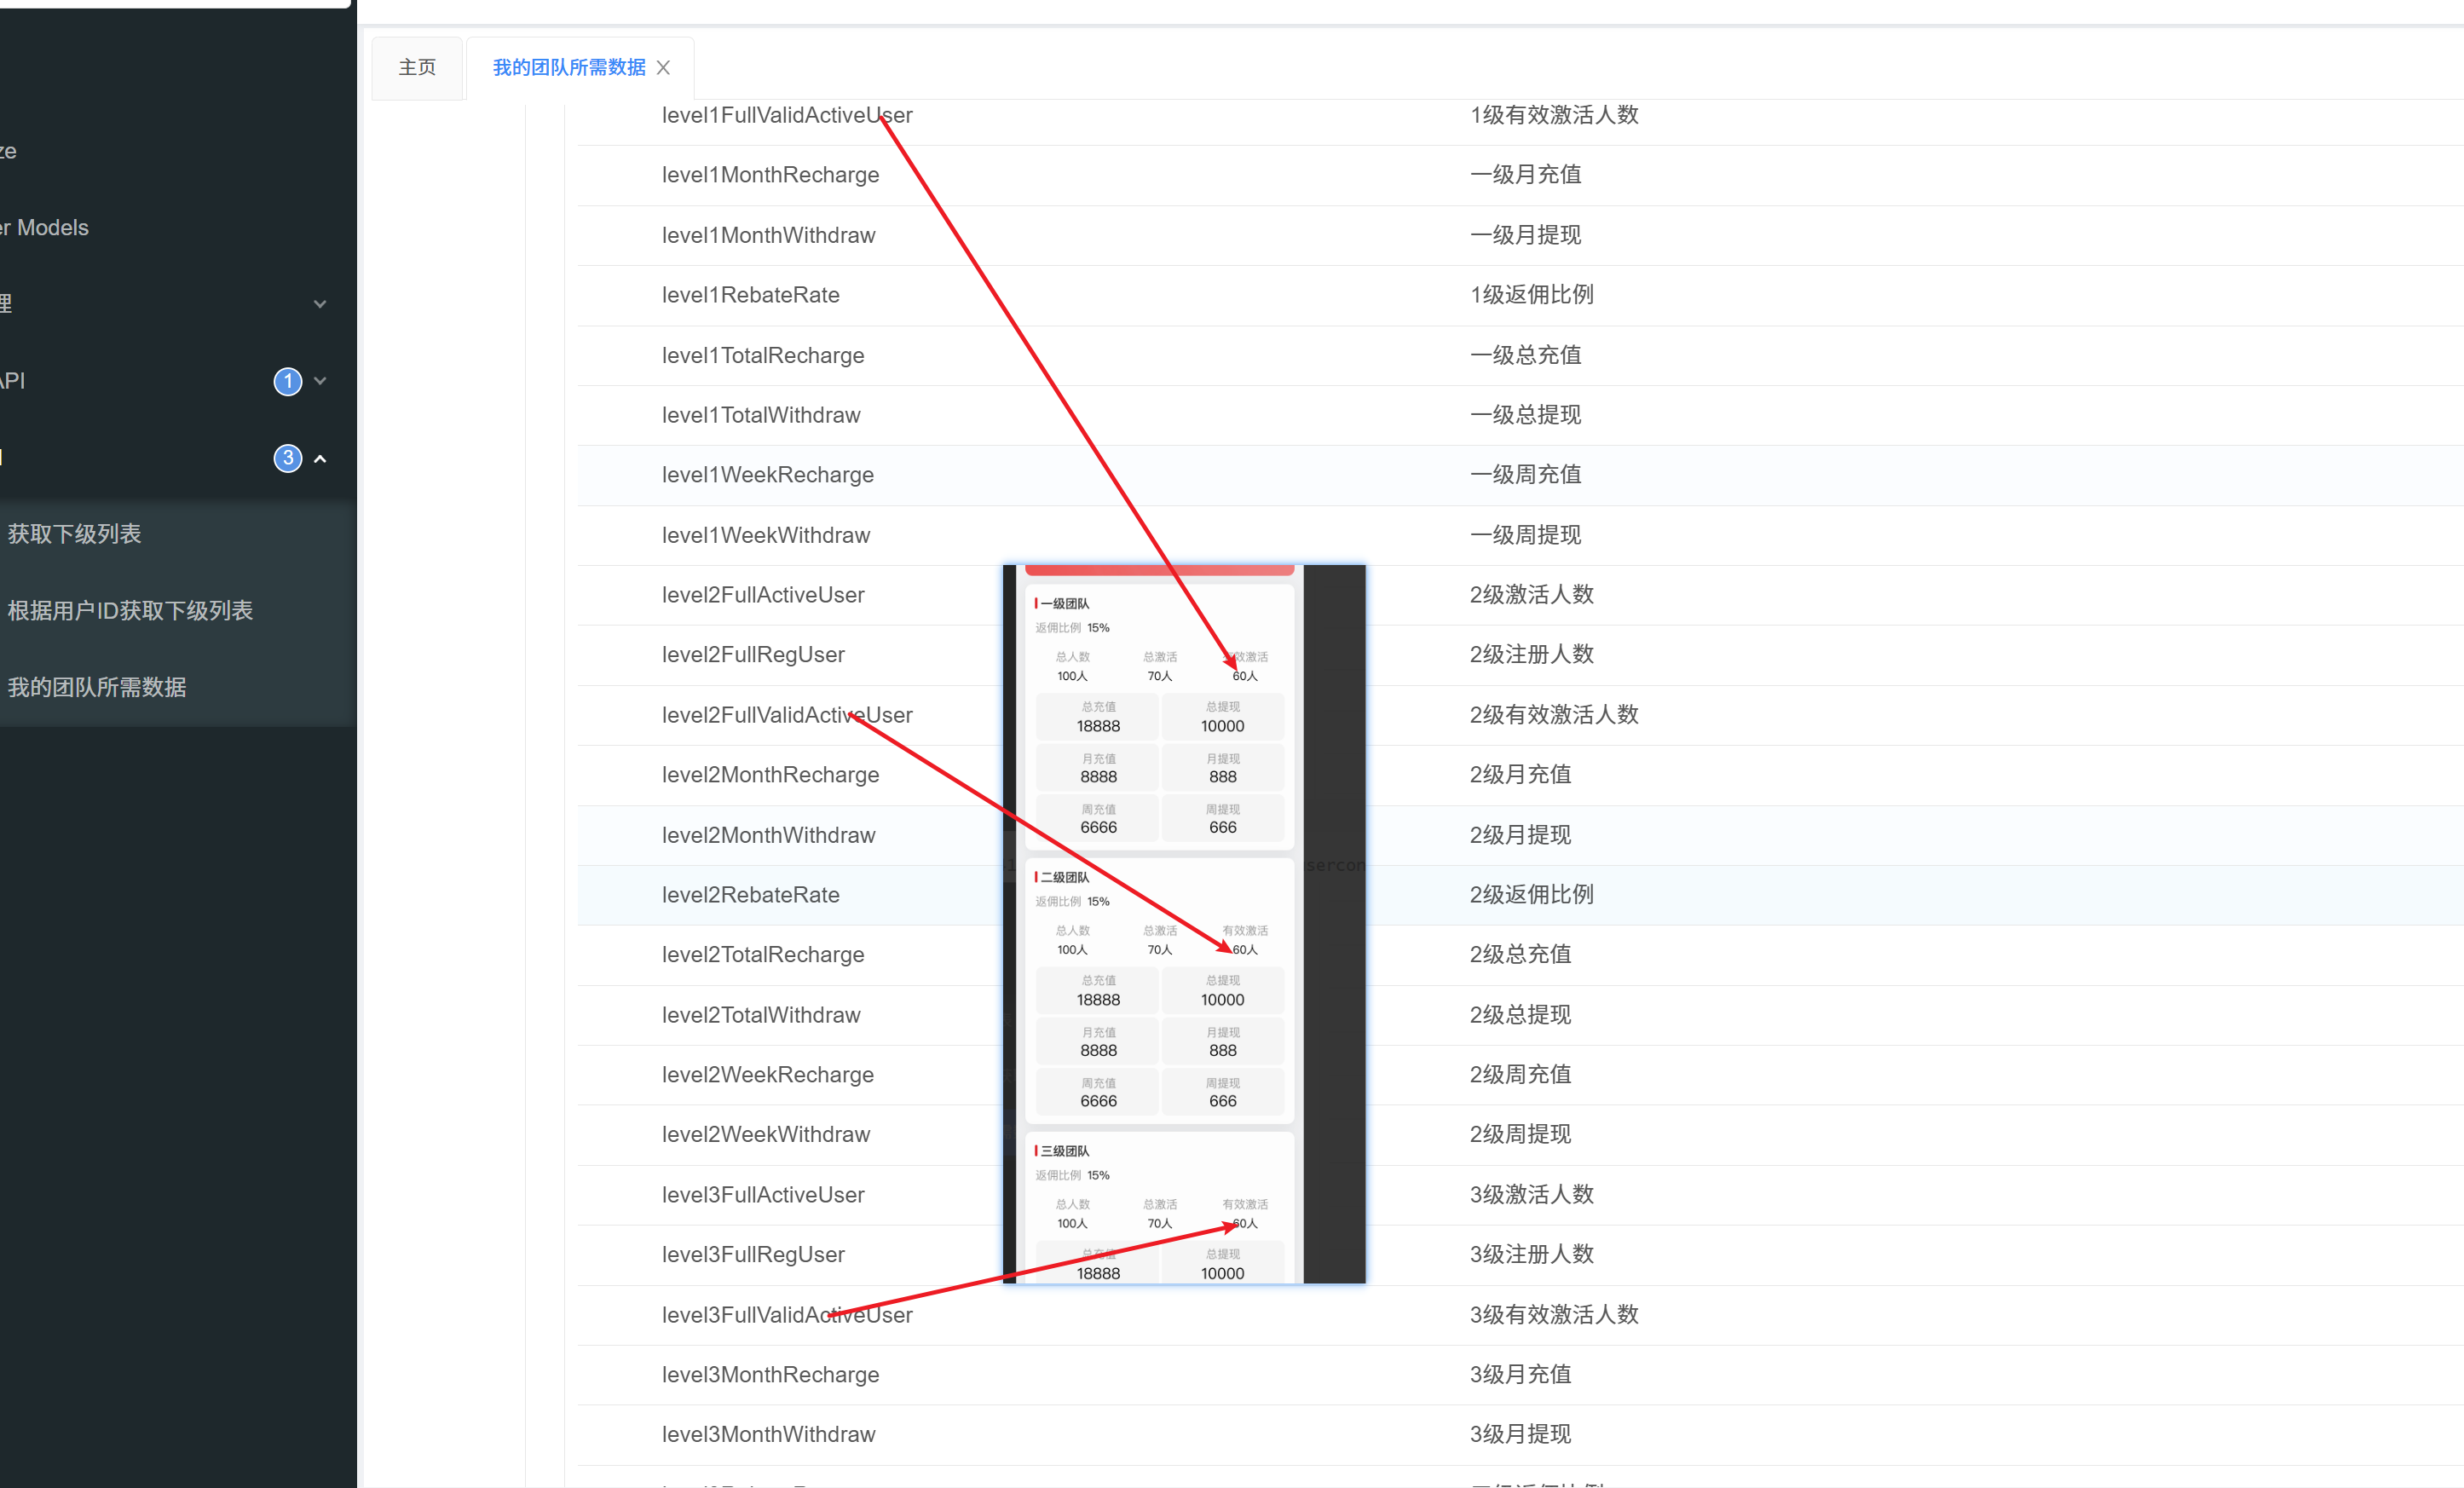 主页
我的团队所需数据
ze
er Models
理
API
1
3
获取下级列表
根据用户ID获取下级列表
我的团队所需数据
level1FullValidActiveUser 1级有效激活人数
level1MonthRecharge 一级月充值
level1MonthWithdraw 一级月提现
level1RebateRate 1级返佣比例
level1TotalRecharge 一级总充值
level1TotalWithdraw 一级总提现
level1WeekRecharge 一级周充值
level1WeekWithdraw 一级周提现
level2FullActiveUser 2级激活人数
level2FullRegUser 2级注册人数
level2FullValidActiveUser 2级有效激活人数
level2MonthRecharge 2级月充值
level2MonthWithdraw 2级月提现
level2RebateRate 2级返佣比例
level2TotalRecharge 2级总充值
level2TotalWithdraw 2级总提现
level2WeekRecharge 2级周充值
level2WeekWithdraw 2级周提现
level3FullActiveUser 3级激活人数
level3FullRegUser 3级注册人数
level3FullValidActiveUser 3级有效激活人数
level3MonthRecharge 3级月充值
level3MonthWithdraw 3级月提现
一级团队
返佣比例 15%
总人数 总激活 有效激活
100人 70人 60人
总充值 总提现
18888 10000
月充值 月提现
8888 888
周充值 周提现
6666 666
二级团队
返佣比例 15%
总人数 总激活 有效激活
100人 70人 60人
总充值 总提现
18888 10000
月充值 月提现
8888 888
周充值 周提现
6666 666
三级团队
返佣比例 15%
总人数 总激活 有效激活
100人 70人 60人
总充值 总提现
18888 10000
sercon